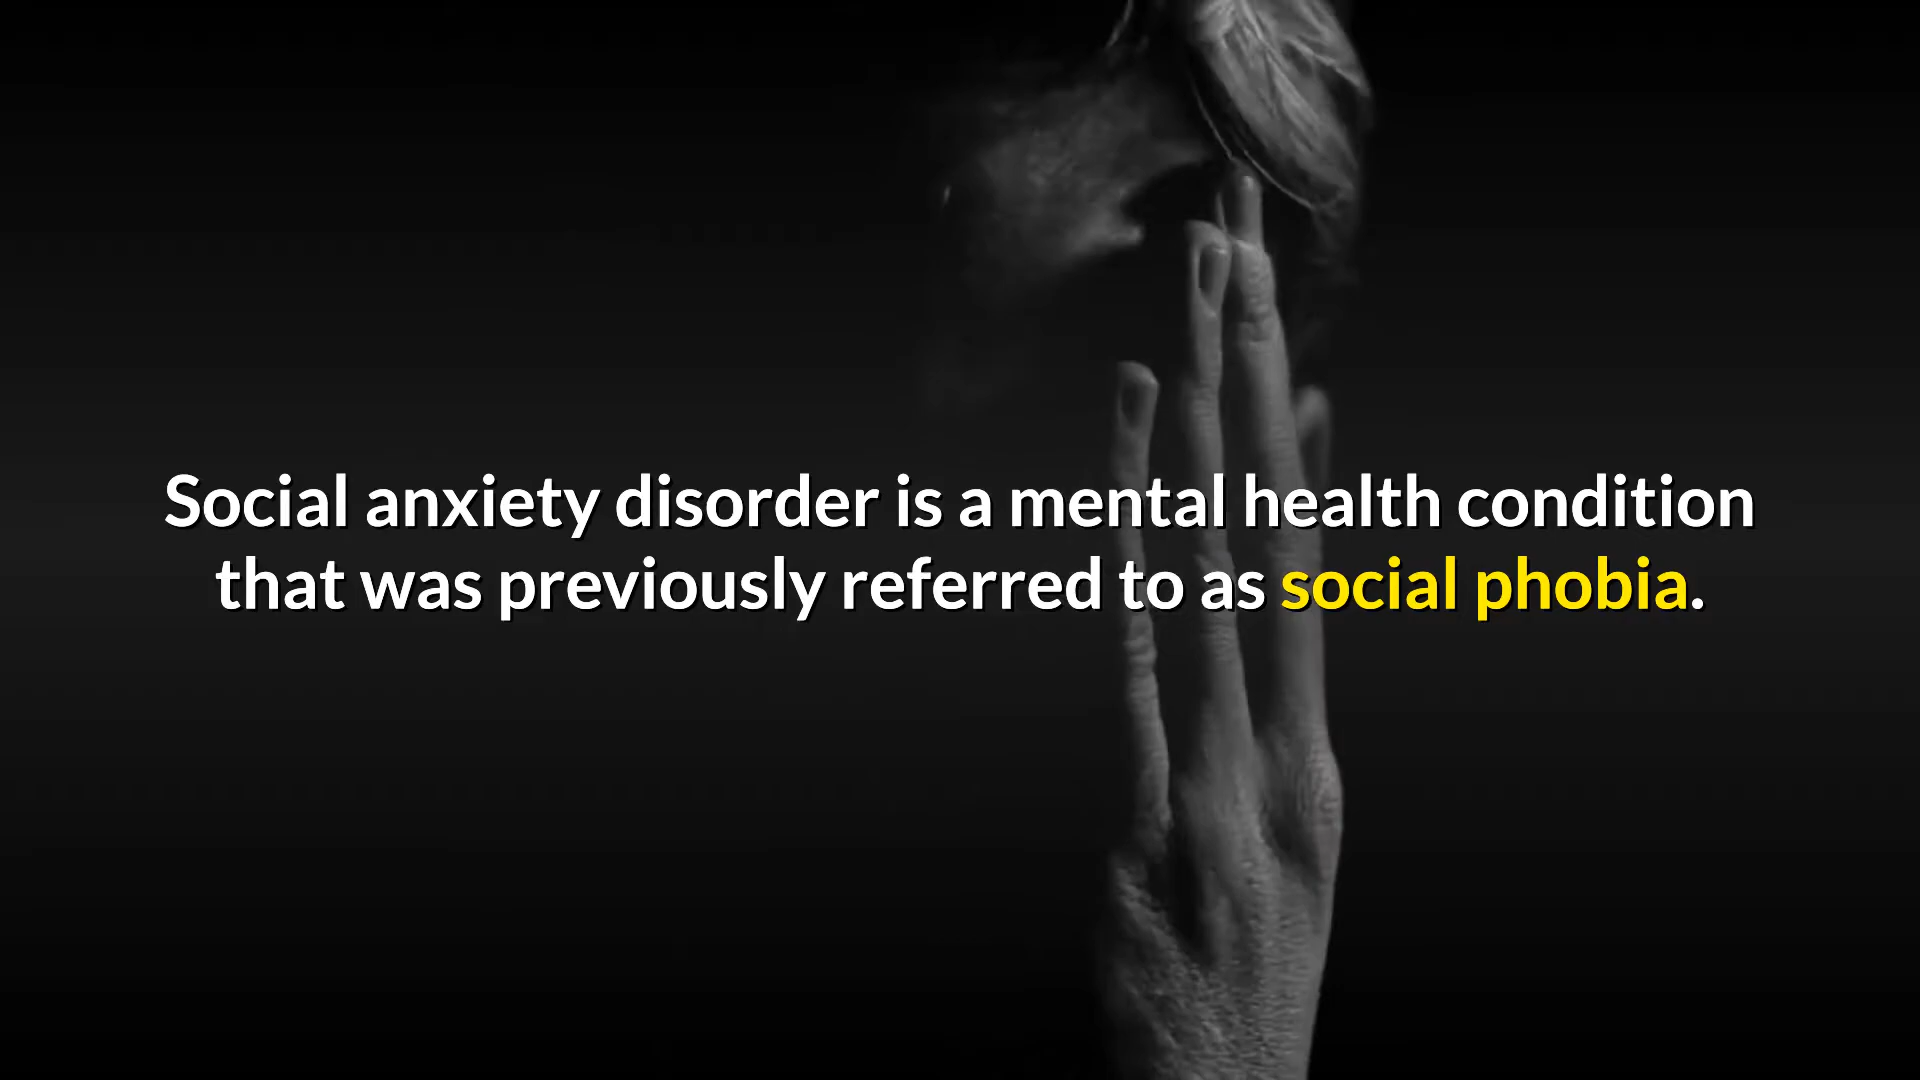 Social anxiety disorder is a mental health condition
that was previously referred to as social phobia.